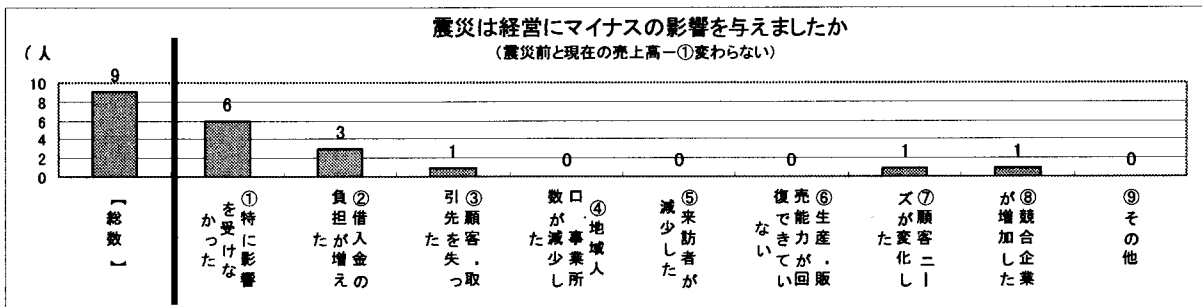 震災は経営にマイナスの影響を与えましたか
(震災前と現在の売上高ー①変わらない)
(人
10
8
6
4
2
0
9
6
3
1
0
0
0
1
1
0
【総数】
①特に影響
を受けな
かった
②借入金の
負担が増え
た
③顧客・取
引先を失っ
た
④地域人
口、事業所
数が減少し
た
⑤来訪者が
減少した
⑥生産・販
売能力が回
復できてい
ない
⑦顧客ニー
ズが変化し
た
⑧競合企業
が増加した
⑨その他